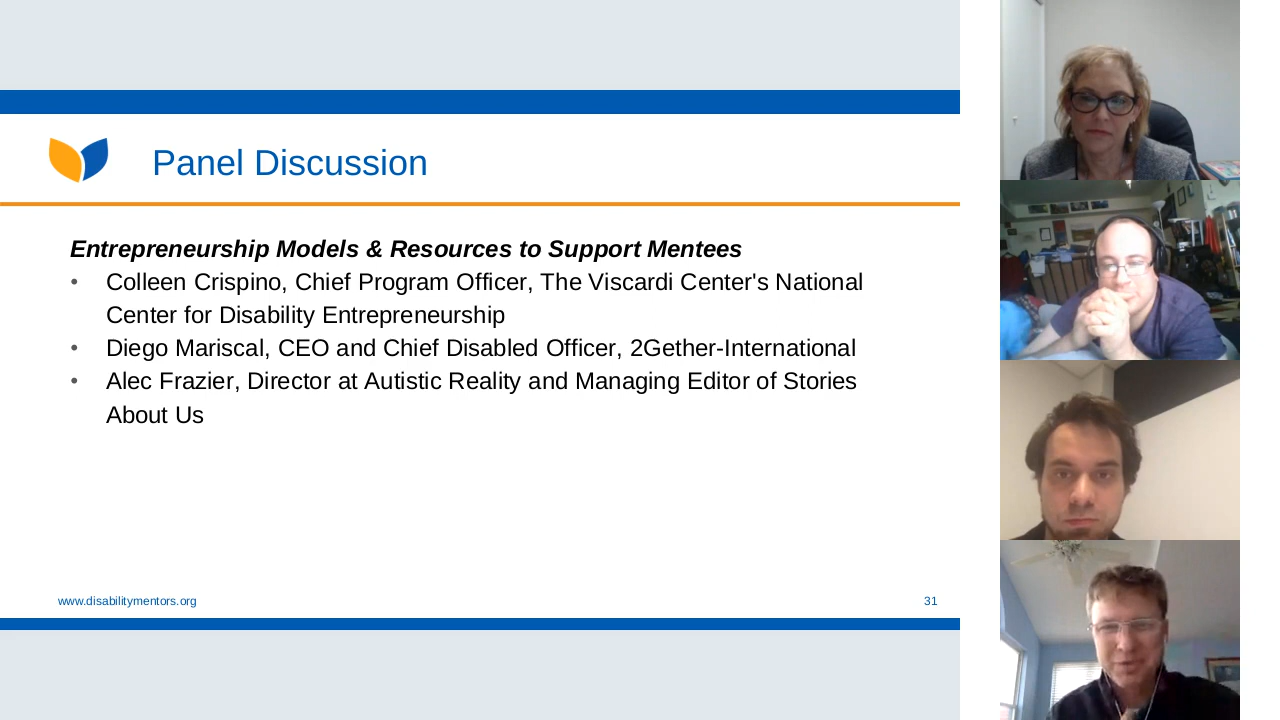 Panel Discussion
Entrepreneurship Models & Resources to Support Mentees
• Colleen Crispino, Chief Program Officer, The Viscardi Center's National
Center for Disability Entrepreneurship
• Diego Mariscal, CEO and Chief Disabled Officer, 2Gether-International
• Alec Frazier, Director at Autistic Reality and Managing Editor of Stories
About Us
www.disabilitymentors.org
31